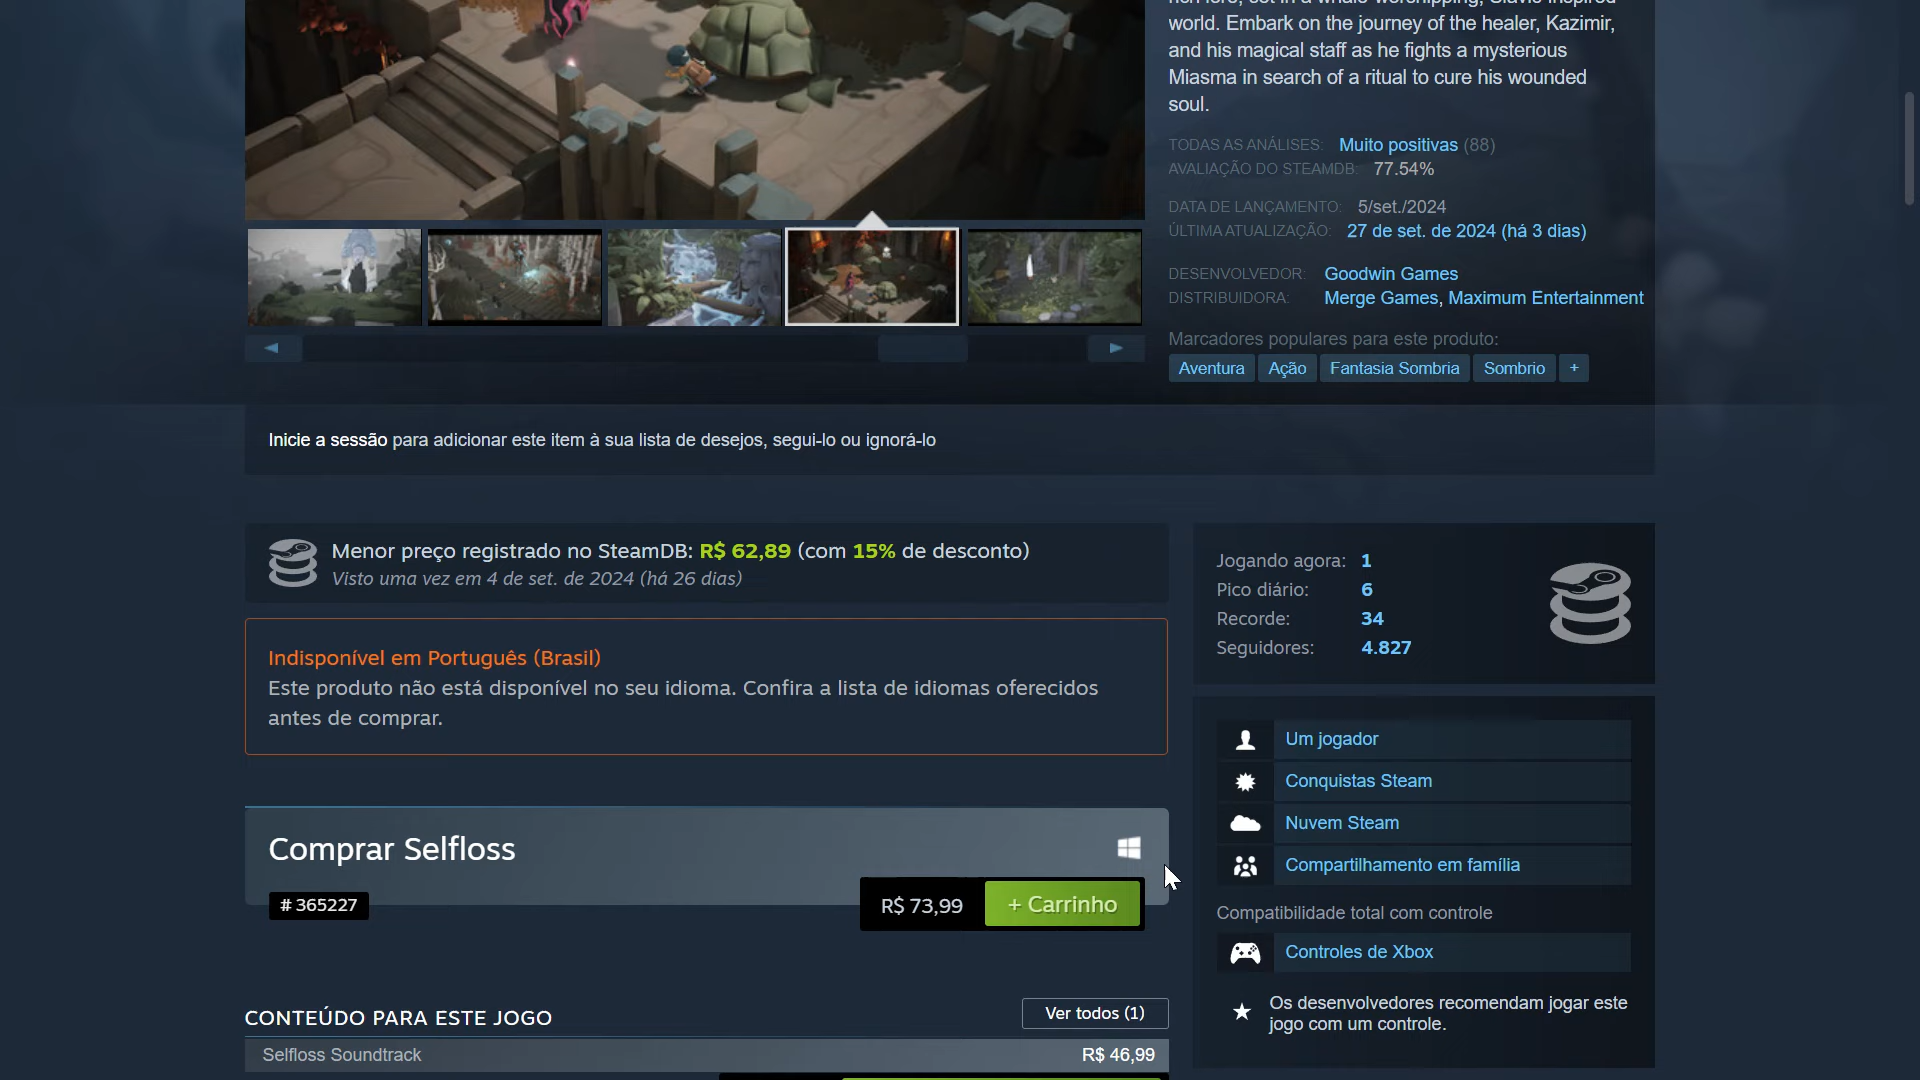 world. Embark on the journey of the healer, Kazimir,
and his magical staff as he fights a mysterious
Miasma in search of a ritual to cure his wounded
soul.
TODAS AS ANÁLISES: Muito positivas (88)
AVALIAÇÃO DO STEAMDB: 77.54%
DATA DE LANÇAMENTO: 5/set./2024
ÚLTIMA ATUALIZAÇÃO: 27 de set. de 2024 (há 3 dias)
DESENVOLVEDOR: Goodwin Games
DISTRIBUIDORA: Merge Games, Maximum Entertainment
Marcadores populares para este produto:
Aventura Ação Fantasia Sombria Sombrio +
Inicie a sessão para adicionar este item à sua lista de desejos, segui-lo ou ignorá-lo
Menor preço registrado no SteamDB: R$ 62,89 (com 15% de desconto)
Visto uma vez em 4 de set. de 2024 (há 26 dias)
Indisponível em Português (Brasil)
Este produto não está disponível no seu idioma. Confira a lista de idiomas oferecidos
antes de comprar.
Comprar Selfloss
# 365227
R$ 73,99 + Carrinho
CONTEÚDO PARA ESTE JOGO
Ver todos (1)
Selfloss Soundtrack R$ 46,99
Jogando agora: 1
Pico diário: 6
Recorde: 34
Seguidores: 4.827
Um jogador
Conquistas Steam
Nuvem Steam
Compartilhamento em família
Compatibilidade total com controle
Controles de Xbox
Os desenvolvedores recomendam jogar este
jogo com um controle.